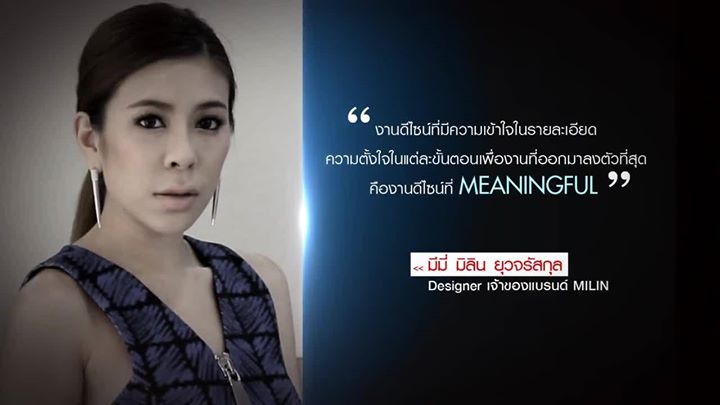 “ งานดีไซน์ที่มีความเข้าใจในรายละเอียด
ความตั้งใจในแต่ละขั้นตอนเพื่องานที่ออกมาลงตัวที่สุด
คืองานดีไซน์ที่ MEANINGFUL ”
<< มีมี่ มิลิน ยุวจรัสกุล
Designer เจ้าของแบรนด์ MILIN